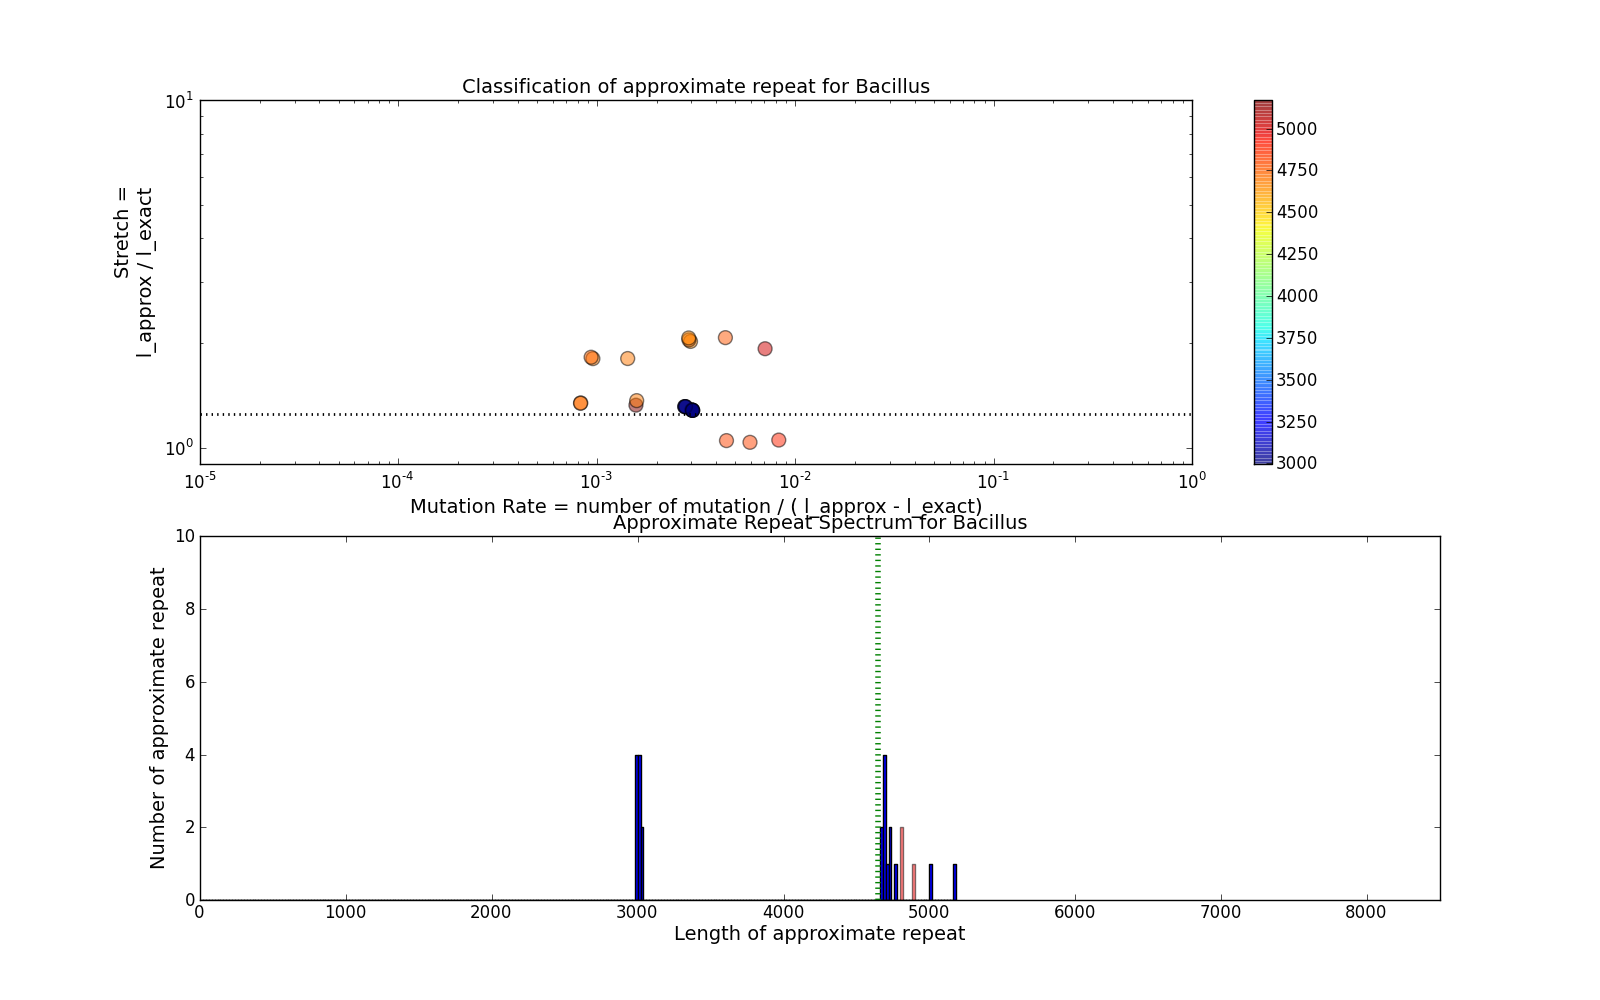 Classification of approximate repeat for Bacillus
10^1
10^0
Stretch =
l_approx / l_exact
10^-5 10^-4 10^-3 10^-2 10^-1 10^0
Mutation Rate = number of mutation / ( l_approx - l_exact)
5000
4750
4500
4250
4000
3750
3500
3250
3000
Approximate Repeat Spectrum for Bacillus
10
8
6
4
2
0
Number of approximate repeat
0 1000 2000 3000 4000 5000 6000 7000 8000
Length of approximate repeat